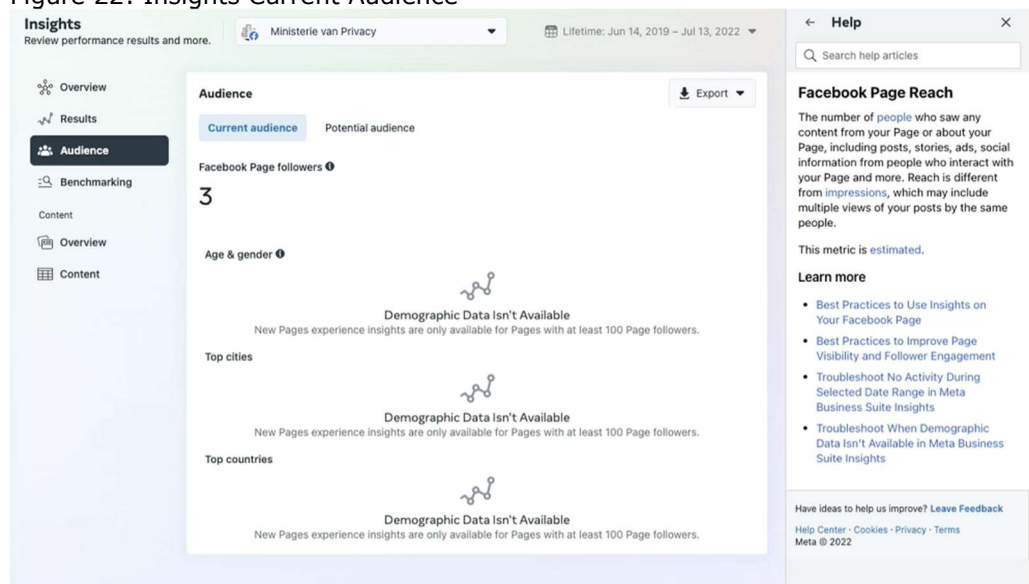 Figure 22: Insights Current Audience
Insights
Review performance results and more.
Ministerie van Privacy
Lifetime: Jun 14, 2019 – Jul 13, 2022
Overview
Results
Audience
Benchmarking
Content
Overview
Content
Audience
Export
Current audience
Potential audience
Facebook Page followers
3
Age & gender
Demographic Data Isn't Available
New Pages experience insights are only available for Pages with at least 100 Page followers.
Top cities
Demographic Data Isn't Available
New Pages experience insights are only available for Pages with at least 100 Page followers.
Top countries
Demographic Data Isn't Available
New Pages experience insights are only available for Pages with at least 100 Page followers.
Help
Search help articles
Facebook Page Reach
The number of people who saw any
content from your Page or about your
Page, including posts, stories, ads, social
information from people who interact with
your Page and more. Reach is different
from impressions, which may include
multiple views of your posts by the same
people.
This metric is estimated.
Learn more
• Best Practices to Use Insights on
Your Facebook Page
• Best Practices to Improve Page
Visibility and Follower Engagement
• Troubleshoot No Activity During
Selected Date Range in Meta
Business Suite Insights
• Troubleshoot When Demographic
Data Isn't Available in Meta Business
Suite Insights
Have ideas to help us improve? Leave Feedback
Help Center · Cookies · Privacy · Terms
Meta © 2022